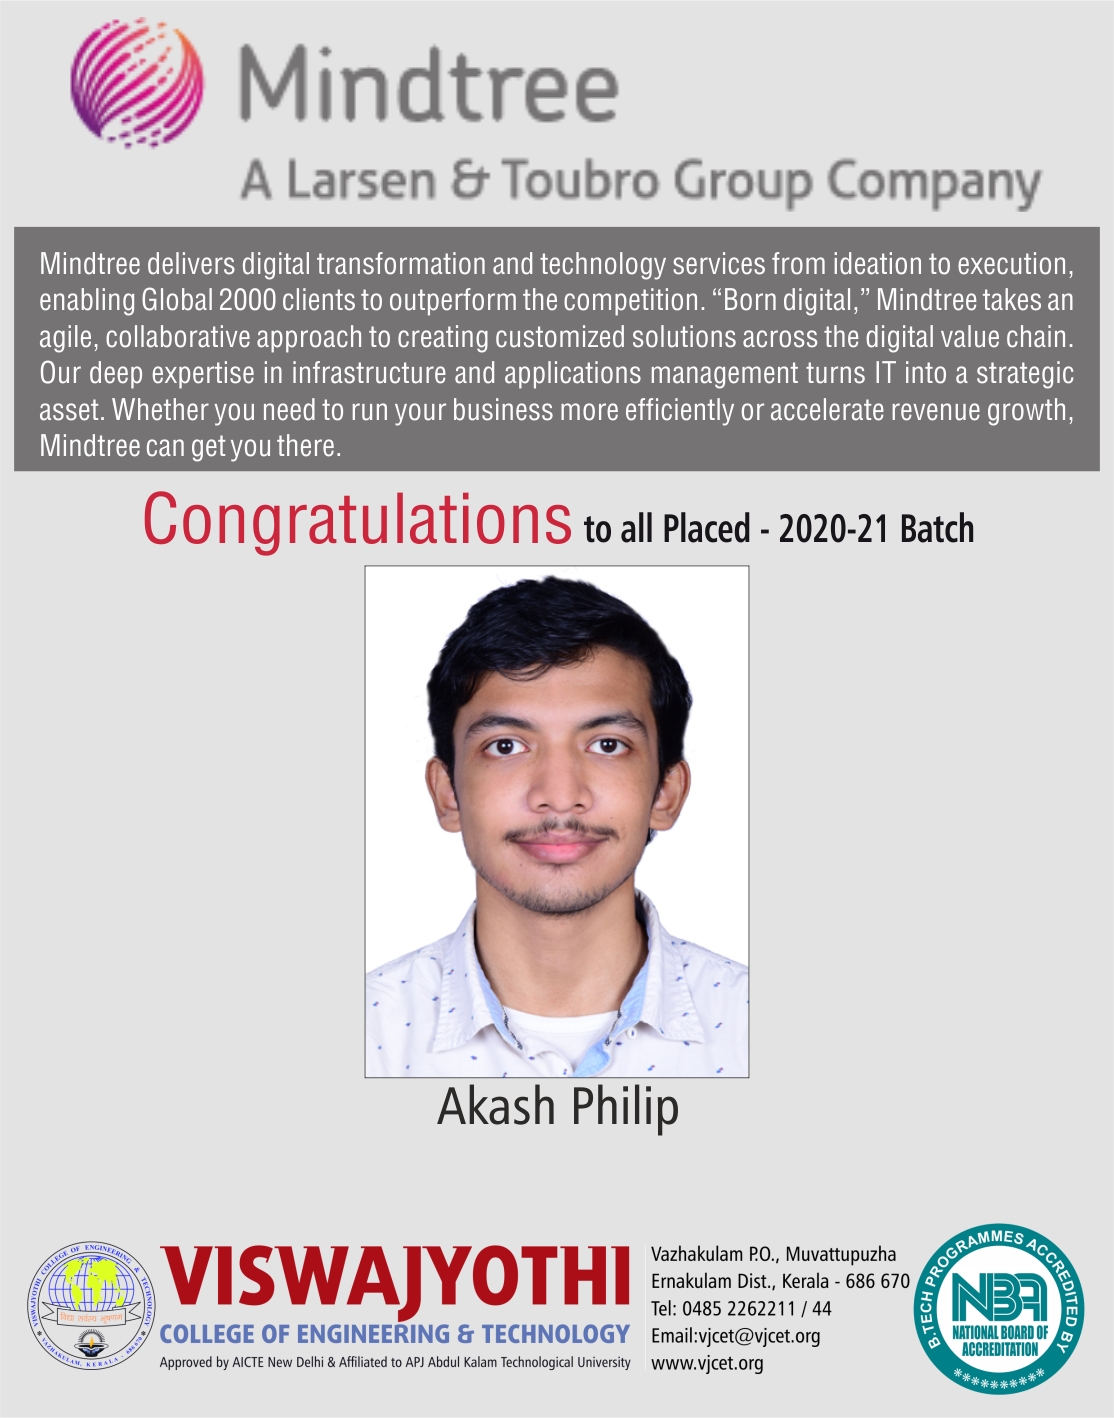 Mindtree
A Larsen & Toubro Group Company
Mindtree delivers digital transformation and technology services from ideation to execution,
enabling Global 2000 clients to outperform the competition. “Born digital,” Mindtree takes an
agile, collaborative approach to creating customized solutions across the digital value chain.
Our deep expertise in infrastructure and applications management turns IT into a strategic
asset. Whether you need to run your business more efficiently or accelerate revenue growth,
Mindtree can get you there.
Congratulations to all Placed - 2020-21 Batch
Akash Philip
VISWAJYOTHI COLLEGE OF ENGINEERING & TECHNOLOGY
विद्या सर्वस्य भूषणम्
VAZHAKULAM, KERALA - 686 670
VISWAJYOTHI
COLLEGE OF ENGINEERING & TECHNOLOGY
Approved by AICTE New Delhi & Affiliated to APJ Abdul Kalam Technological University
Vazhakulam P.O., Muvattupuzha
Ernakulam Dist., Kerala - 686 670
Tel: 0485 2262211 / 44
Email:vjcet@vjcet.org
www.vjcet.org
B.TECH PROGRAMMES ACCREDITED BY
NBA
NATIONAL BOARD OF
ACCREDITATION